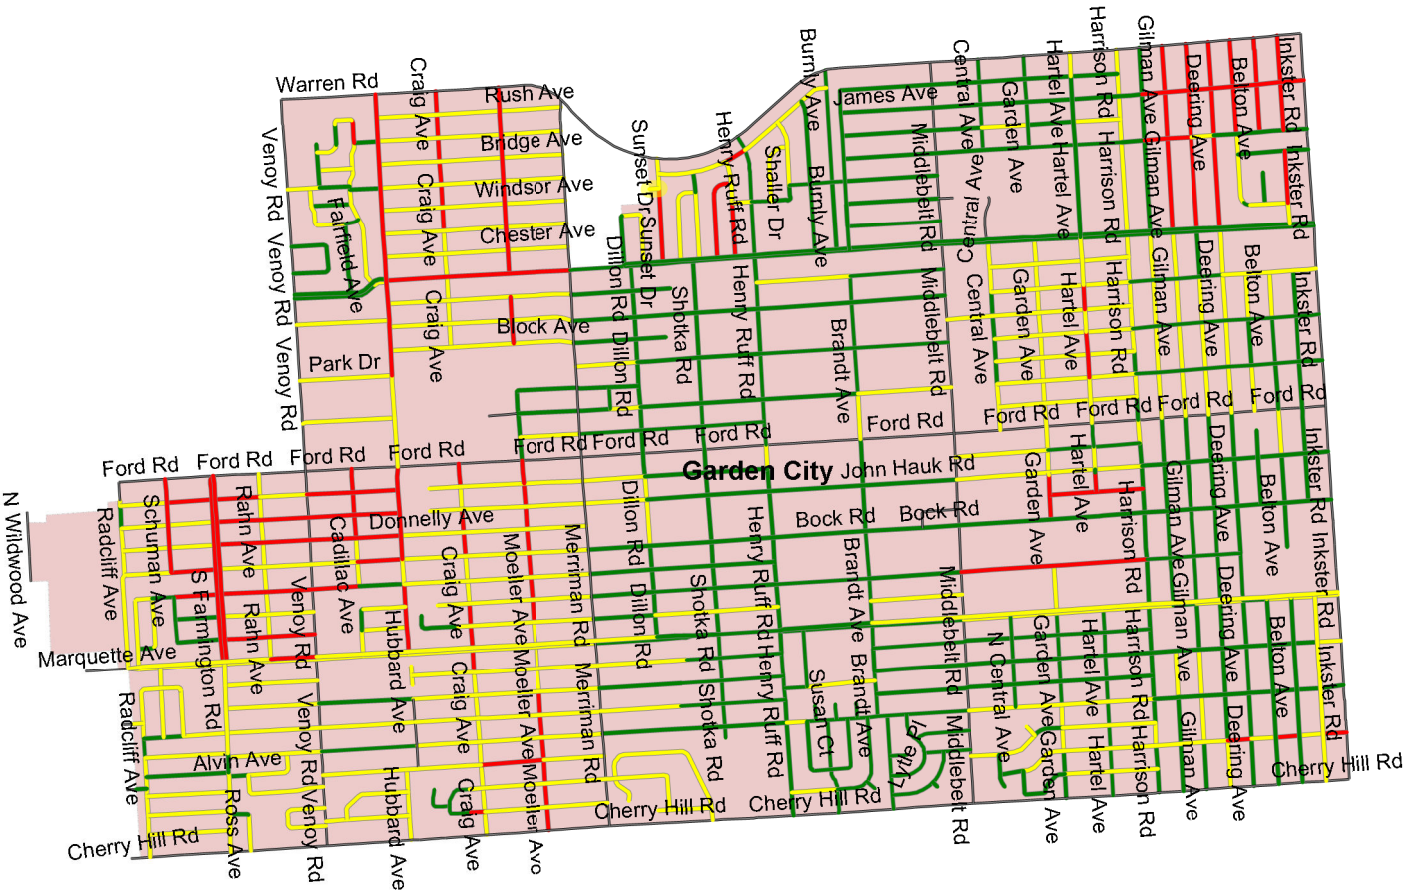 Warren Rd
Craig Ave
Rush Ave
Bridge Ave
Windsor Ave
Chester Ave
Craig Ave
Venoy Rd
Venoy Rd
Fairfield Ave
Sunset Dr
Sunset Dr
Henry Ruff Rd
Shaller Dr
Burnly Ave
Burnly Ave
James Ave
Middlebelt Rd
Central Ave
Central Ave
Garden Ave
Hartel Ave
Hartel Ave
Harrison Rd
Harrison Rd
Gilman Ave
Gilman Ave
Deering Ave
Belton Ave
Inkster Rd
Inkster Rd
Venoy Rd
Park Dr
Craig Ave
Block Ave
Dillon Rd
Dillon Rd
Shotka Rd
Henry Ruff Rd
Brandt Ave
Middlebelt Rd
Central Ave
Garden Ave
Hartel Ave
Harrison Rd
Gilman Ave
Deering Ave
Belton Ave
Inkster Rd
Ford Rd
Ford Rd
Ford Rd
Ford Rd
Ford Rd
Ford Rd
Ford Rd
Ford Rd
Ford Rd
Ford Rd
Ford Rd
Ford Rd
Garden City
John Hauk Rd
N Wildwood Ave
Radcliff Ave
Schuman Ave
Rahn Ave
Cadillac Ave
Donnelly Ave
S Farmington Rd
Rahn Ave
Venoy Rd
Hubbard Ave
Craig Ave
Moeller Ave
Merriman Rd
Dillon Rd
Dillon Rd
Shotka Rd
Henry Ruff Rd
Bock Rd
Bock Rd
Brandt Ave
Middlebelt Rd
Garden Ave
Hartel Ave
Harrison Rd
Gilman Ave
Deering Ave
Belton Ave
Inkster Rd
Inkster Rd
Marquette Ave
Radcliff Ave
Alvin Ave
Ross Ave
Venoy Rd
Venoy Rd
Hubbard Ave
Craig Ave
Craig Ave
Moeller Ave
Moeller Avo
Merriman Rd
Shotka Rd
Henry Ruff Rd
Susan Ct
Brandt Ave
Middlebelt Rd
N Central Ave
Garden Ave
Garden Ave
Hartel Ave
Hartel Ave
Harrison Rd
Harrison Rd
Gilman Ave
Gilman Ave
Deering Ave
Deering Ave
Belton Ave
Inkster Rd
Cherry Hill Rd
Cherry Hill Rd
Cherry Hill Rd
Cherry Hill Rd